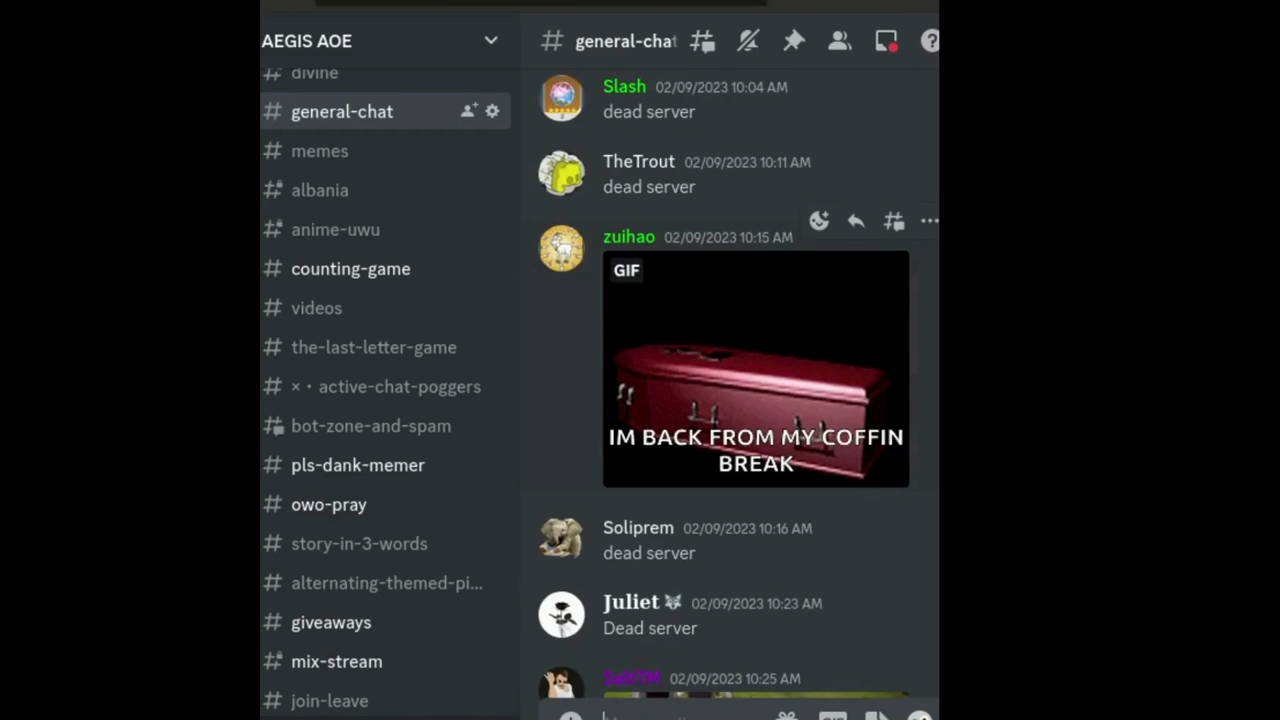 AEGIS AOE
divine
general-chat
memes
albania
anime-uwu
counting-game
videos
the-last-letter-game
× • active-chat-poggers
bot-zone-and-spam
pls-dank-memer
owo-pray
story-in-3-words
alternating-themed-pi...
giveaways
mix-stream
join-leave
general-chat
Slash 02/09/2023 10:04 AM
dead server
TheTrout 02/09/2023 10:11 AM
dead server
zuihao 02/09/2023 10:15 AM
GIF
IM BACK FROM MY COFFIN
BREAK
Soliprem 02/09/2023 10:16 AM
dead server
Juliet 02/09/2023 10:23 AM
Dead server
02/09/2023 10:25 AM